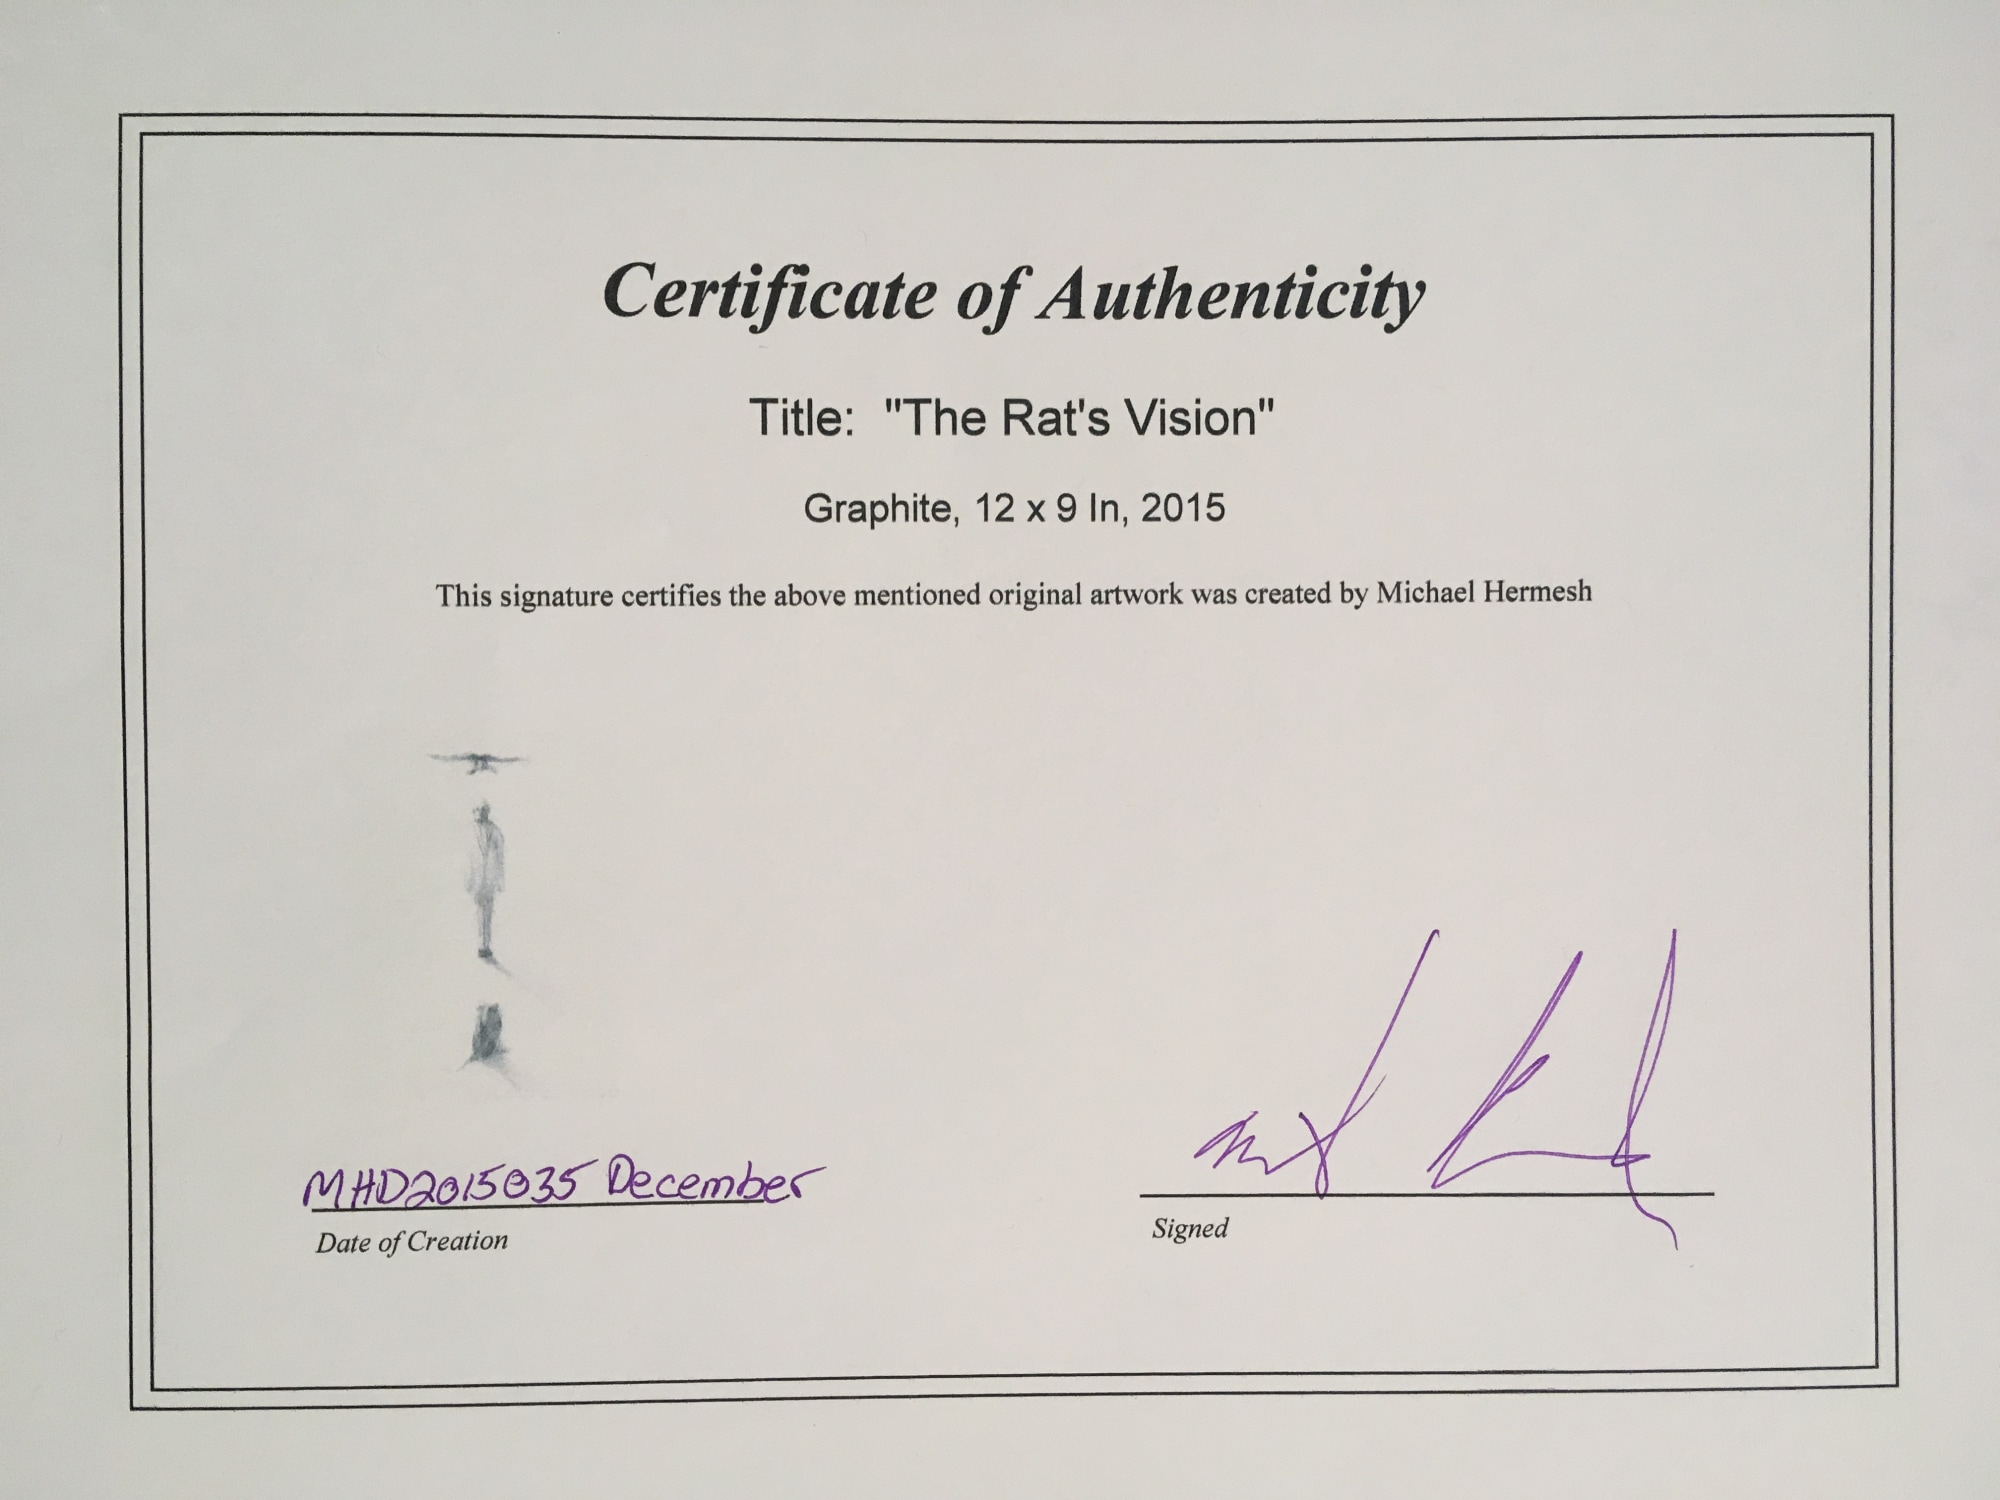 Certificate of Authenticity
Title: "The Rat's Vision"
Graphite, 12 x 9 In, 2015
This signature certifies the above mentioned original artwork was created by Michael Hermesh
MHD2015035 December
Date of Creation
Signed